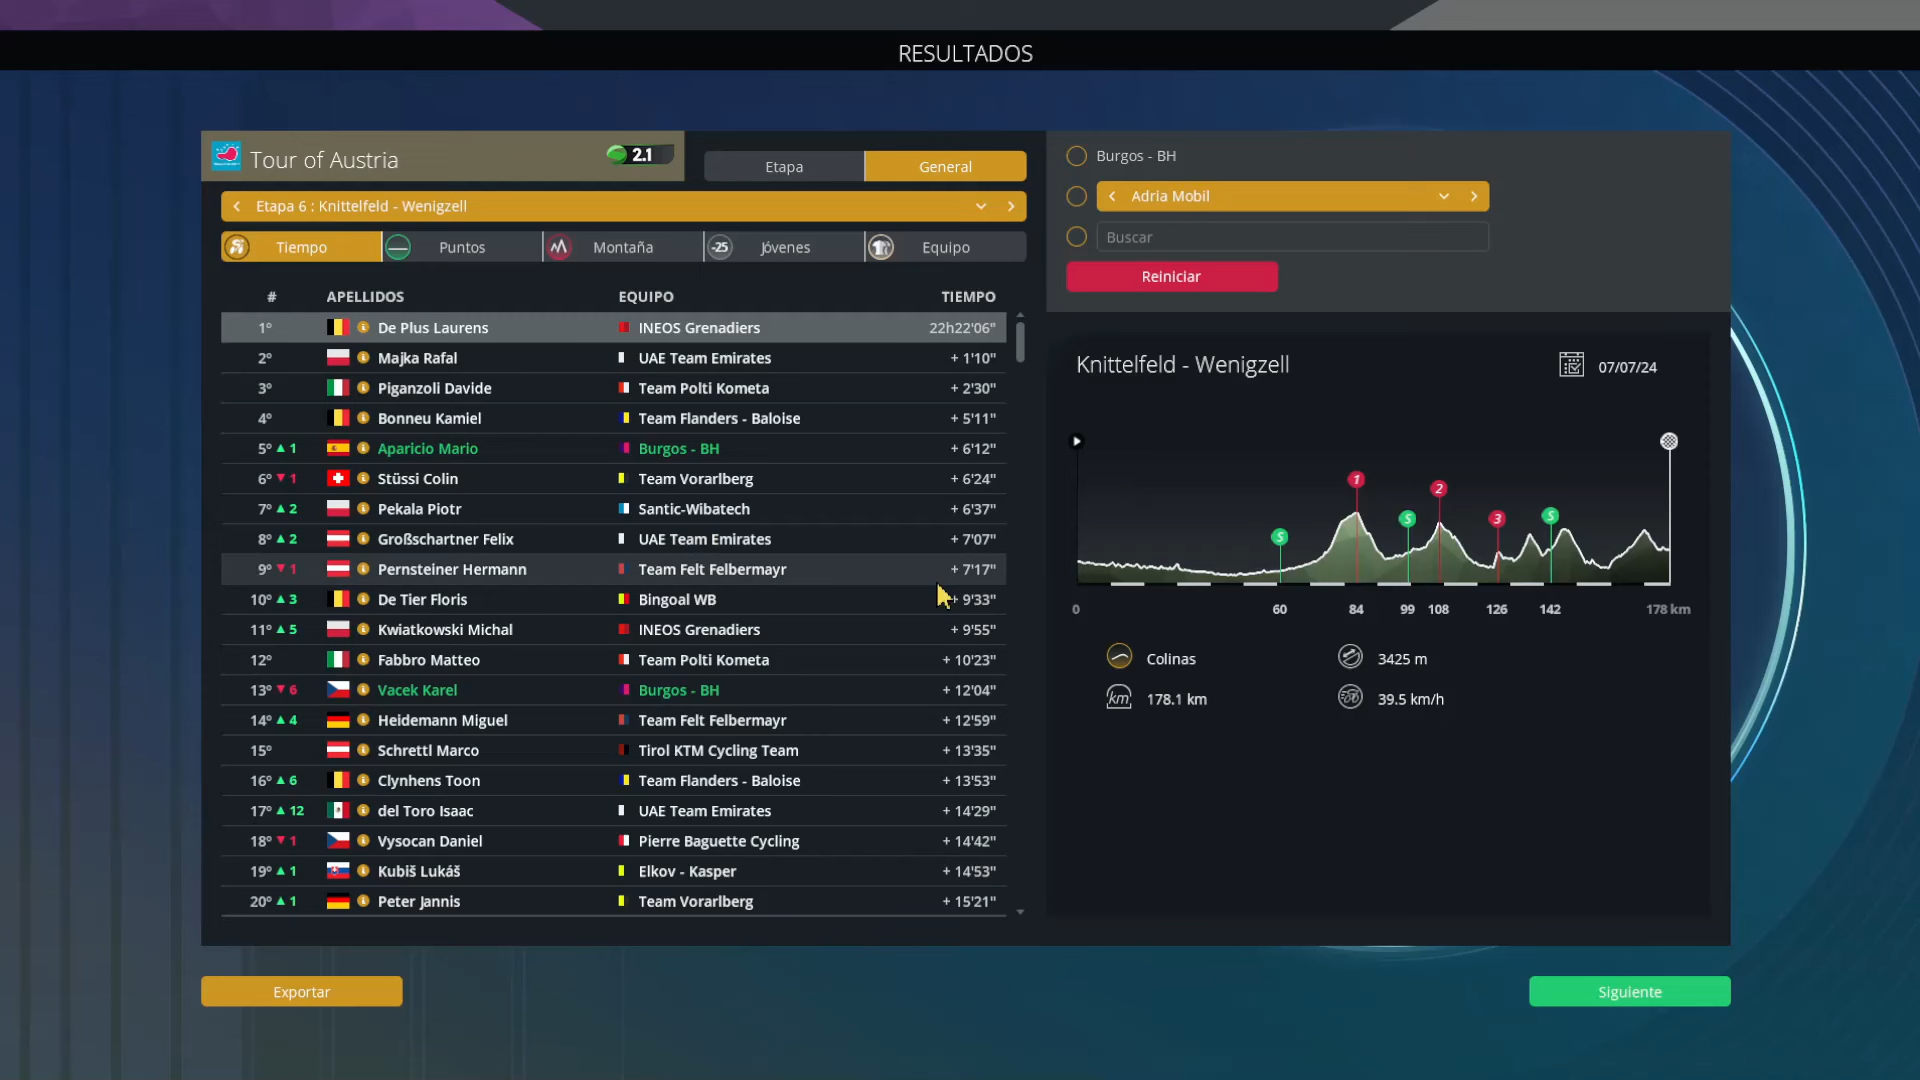 RESULTADOS
Tour of Austria
2.1
Etapa
General
Etapa 6 : Knittelfeld - Wenigzell
Tiempo
Puntos
Montaña
-25
Jóvenes
Equipo
# APELLIDOS EQUIPO TIEMPO
1º De Plus Laurens INEOS Grenadiers 22h22'06"
2º Majka Rafal UAE Team Emirates + 1'10"
3º Piganzoli Davide Team Polti Kometa + 2'30"
4º Bonneu Kamiel Team Flanders - Baloise + 5'11"
5º ▲ 1 Aparicio Mario Burgos - BH + 6'12"
6º ▼ 1 Stüssi Colin Team Vorarlberg + 6'24"
7º ▲ 2 Pekala Piotr Santic-Wibatech + 6'37"
8º ▲ 2 Großschartner Felix UAE Team Emirates + 7'07"
9º ▼ 1 Pernsteiner Hermann Team Felt Felbermayr + 7'17"
10º ▲ 3 De Tier Floris Bingoal WB + 9'33"
11º ▲ 5 Kwiatkowski Michal INEOS Grenadiers + 9'55"
12º Fabbro Matteo Team Polti Kometa + 10'23"
13º ▼ 6 Vacek Karel Burgos - BH + 12'04"
14º ▲ 4 Heidemann Miguel Team Felt Felbermayr + 12'59"
15º Schrettl Marco Tirol KTM Cycling Team + 13'35"
16º ▲ 6 Clynhens Toon Team Flanders - Baloise + 13'53"
17º ▲ 12 del Toro Isaac UAE Team Emirates + 14'29"
18º ▼ 1 Vysocan Daniel Pierre Baguette Cycling + 14'42"
19º ▲ 1 Kubiš Lukáš Elkov - Kasper + 14'53"
20º ▲ 1 Peter Jannis Team Vorarlberg + 15'21"
Burgos - BH
Adria Mobil
Buscar
Reiniciar
Knittelfeld - Wenigzell
07/07/24
1
2
S
S
3
S
0 60 84 99 108 126 142 178 km
Colinas
3425 m
km
178.1 km
39.5 km/h
Exportar
Siguiente